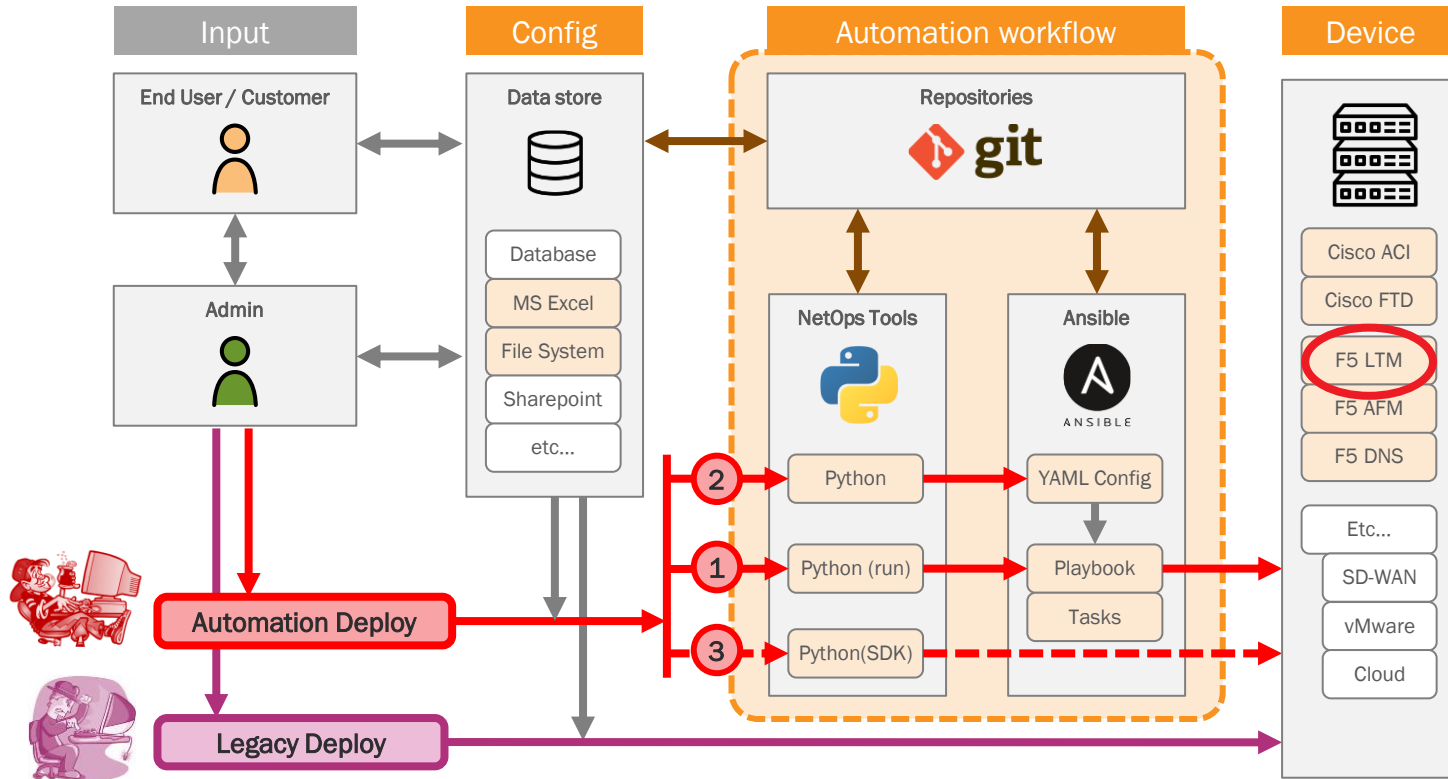 Input
Config
Automation workflow
Device
End User / Customer
Data store
Repositories
git
Database
MS Excel
File System
Sharepoint
etc...
Admin
NetOps Tools
Ansible
ANSIBLE
Cisco ACI
Cisco FTD
F5 LTM
F5 AFM
F5 DNS
2
Python
YAML Config
1
Python (run)
Playbook
Tasks
3
Python(SDK)
Etc...
SD-WAN
vMware
Cloud
Automation Deploy
Legacy Deploy